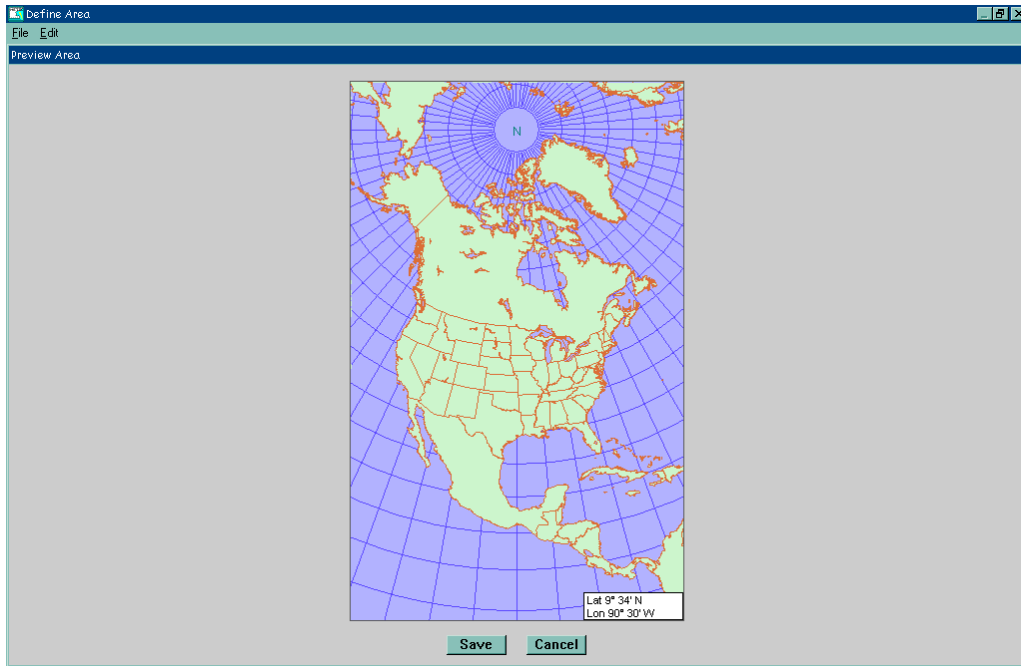 Define Area
File Edit
Preview Area
N
Lat 9° 34' N
Lon 90° 30' W
Save Cancel